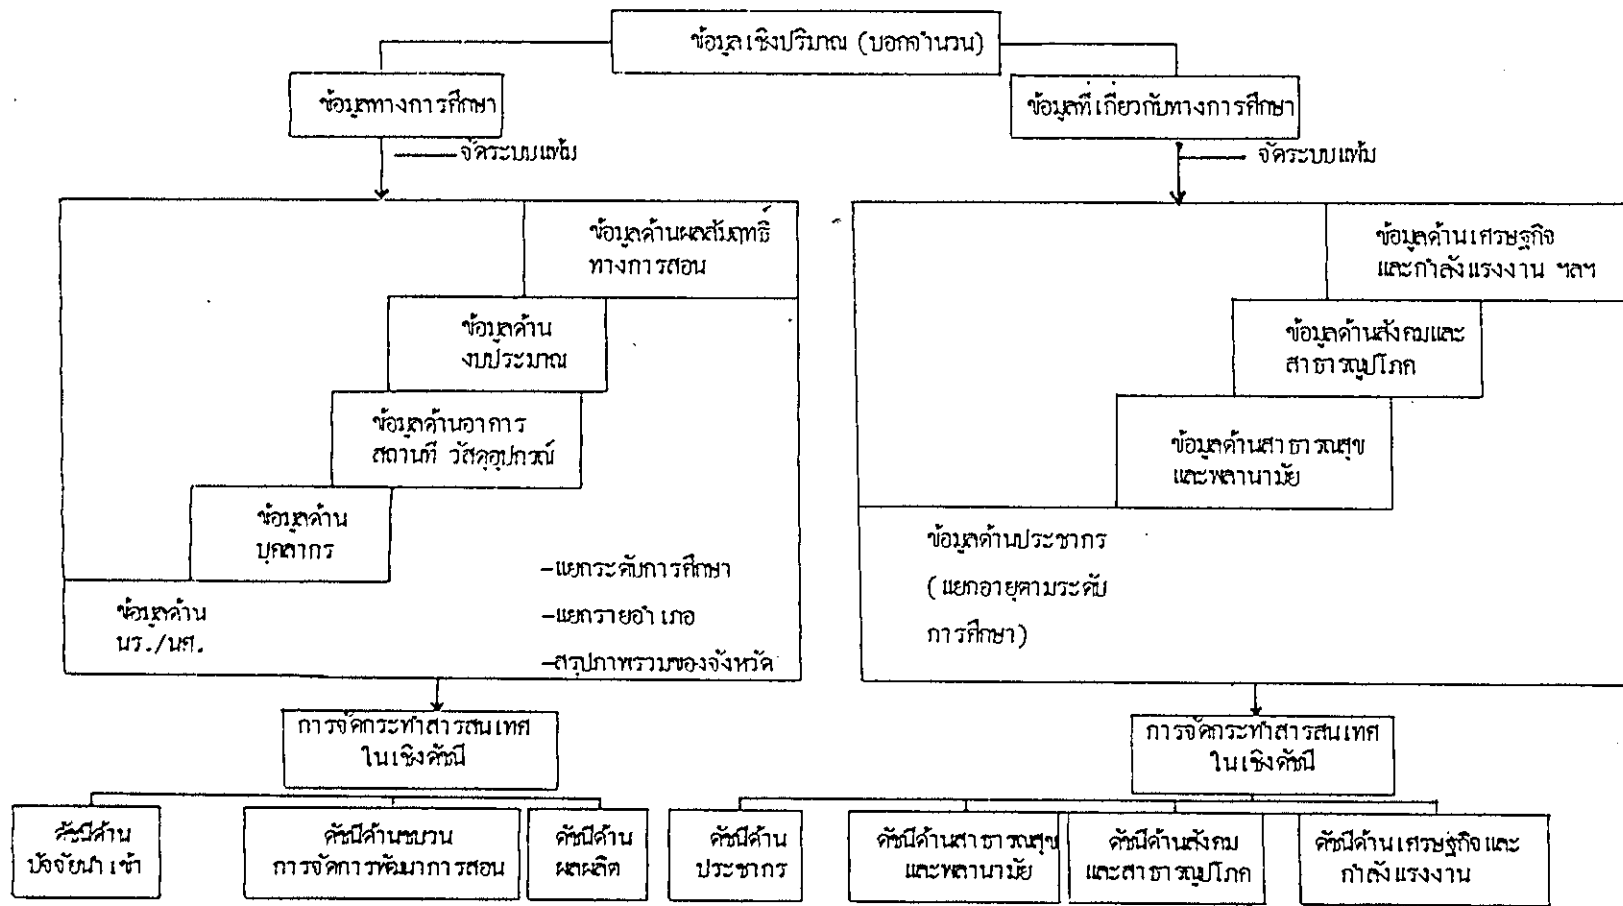 ข้อมูลเชิงปริมาณ (บอกจำนวน)
ข้อมูลทางการศึกษา
ข้อมูลที่เกี่ยวกับทางการศึกษา
จัดระบบแฟ้ม
จัดระบบแฟ้ม
ข้อมูลด้านผลสัมฤทธิ์
ทางการสอน
ข้อมูลด้าน
งบประมาณ
ข้อมูลด้านอาการ
สถานที่ วัสดุอุปกรณ์
ข้อมูลด้าน
บุคลากร
ข้อมูลด้าน
นร./นศ.
-แยกระดับการศึกษา
-แยกรายอำเภอ
-สรุปภาพรวมของจังหวัด
ข้อมูลด้านเศรษฐกิจ
และกำลังแรงงาน ฯลฯ
ข้อมูลด้านสังคมและ
สาธารณูปโภค
ข้อมูลด้านสาธารณสุข
และพลานามัย
ข้อมูลด้านประชากร
(แยกอายุตามระดับ
การศึกษา)
การจัดกระทำสารสนเทศ
ในเชิงดัชนี
การจัดกระทำสารสนเทศ
ในเชิงดัชนี
ดัชนีด้าน
ปัจจัยนำเข้า
ดัชนีด้านขบวน
การจัดการพัฒนาการสอน
ดัชนีด้าน
ผลผลิต
ดัชนีด้าน
ประชากร
ดัชนีด้านสาธารณสุข
และพลานามัย
ดัชนีด้านสังคม
และสาธารณูปโภค
ดัชนีด้านเศรษฐกิจและ
กำลังแรงงาน